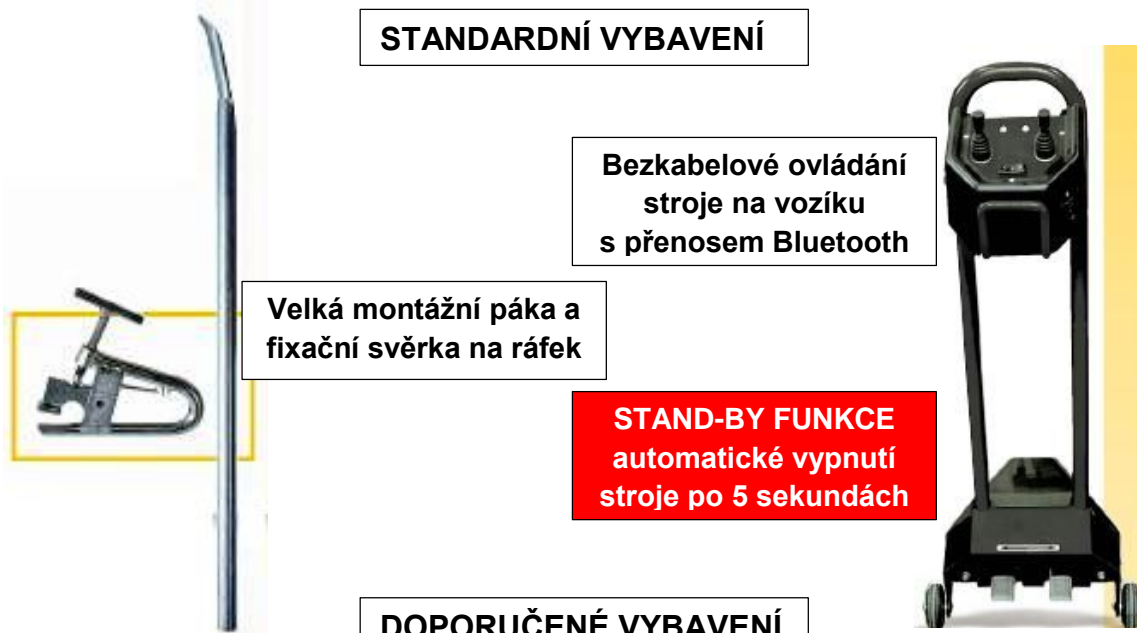 STANDARDNÍ VYBAVENÍ
Bezkabelové ovládání
stroje na vozíku
s přenosem Bluetooth
Velká montážní páka a
fixační svěrka na ráfek
STAND-BY FUNKCE
automatické vypnutí
stroje po 5 sekundách
DOPORUČENÉ VYBAVENÍ